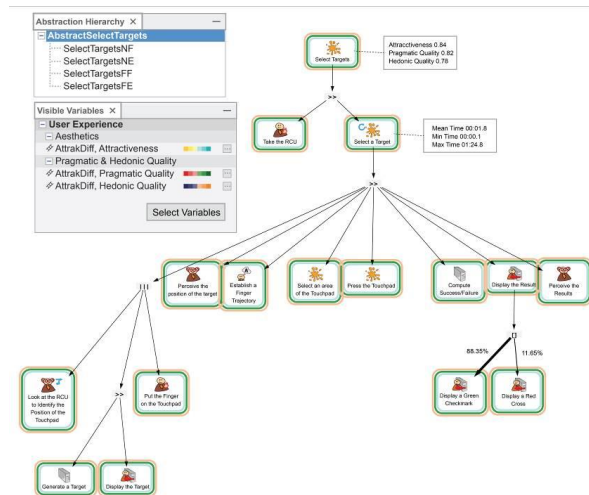 Abstraction Hierarchy ×
AbstractSelectTargets
SelectTargetsNF
SelectTargetsNE
SelectTargetsFF
SelectTargetsFE
Visible Variables ×
User Experience
Aesthetics
AttrakDiff, Attractiveness
Pragmatic & Hedonic Quality
AttrakDiff, Pragmatic Quality
AttrakDiff, Hedonic Quality
Select Variables
Select Targets
Attracctiveness 0.84
Pragmatic Quality 0.82
Hedonic Quality 0.78
>>
Take the RCU
Select a Target
Mean Time 00:01.8
Min Time 00:00.1
Max Time 01:24.8
>>
|||
Perceive the
position of the target
Establish a
Finger
Trajectory
Select an area
of the Touchpad
Press the Touchpad
Compute
Success/Failure
Display the Result
Perceive the
Results
Look at the RCU
to Identify the
Position of the
Touchpad
>>
Put the Finger
on the Touchpad
[]
88.35%
11.65%
Display a Green
Checkmark
Display a Red
Cross
Generate a Target
Display the Target